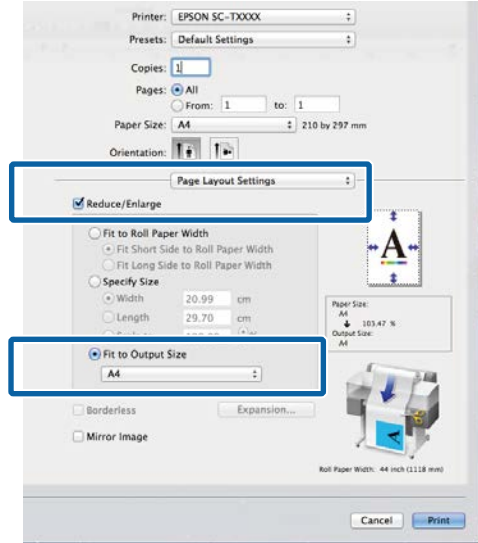 Printer: EPSON SC-TXXXX
Presets: Default Settings
Copies: 1
Pages: All
From: 1 to: 1
Paper Size: A4 210 by 297 mm
Orientation:
Page Layout Settings
Reduce/Enlarge
Fit to Roll Paper Width
Fit Short Side to Roll Paper Width
Fit Long Side to Roll Paper Width
Specify Size
Width 20.99 cm
Length 29.70 cm
Fit to Output Size
A4
A
Paper Size:
A4
103.47 %
Output Size:
A4
Borderless Expansion...
Mirror Image
Roll Paper Width: 44 inch (1118 mm)
Cancel Print